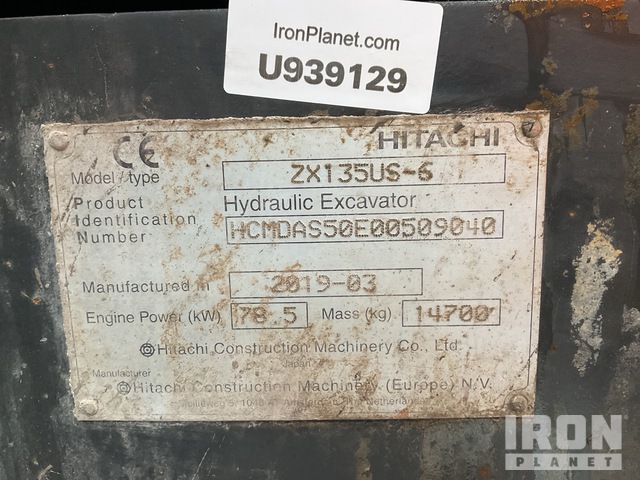 IronPlanet.com
U939129
CE HITACHI
Model/type ZX135US-6
Product Hydraulic Excavator
Identification
Number HCMDAS50E00509040
Manufactured in 2019-03
Engine Power (kW) 78.5 Mass (kg) 14700
Hitachi Construction Machinery Co., Ltd.
Japan
Manufacturer
Hitachi Construction Machinery (Europe) N.V.
Netherlands
IRON
PLANET